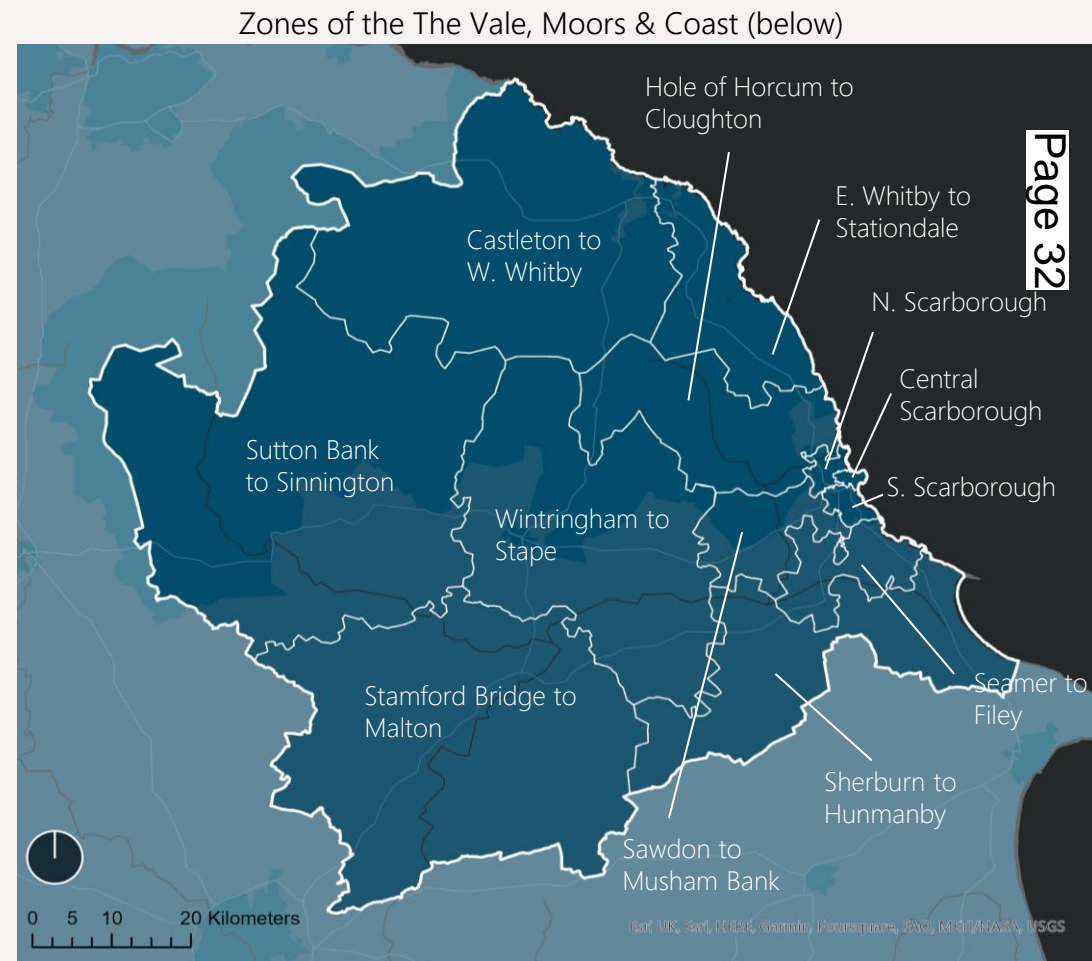 Zones of the The Vale, Moors & Coast (below)
Hole of Horcum to
Cloughton
Page 32
E. Whitby to
Stationdale
Castleton to
W. Whitby
N. Scarborough
Central
Scarborough
Sutton Bank
to Sinnington
S. Scarborough
Wintringham to
Stape
Stamford Bridge to
Malton
Seamer to
Filey
Sherburn to
Hunmanby
Sawdon to
Musham Bank
0 5 10 20 Kilometers
Esri UK, Esri, HERE, Garmin, Foursquare, FAO, METI/NASA, USGS